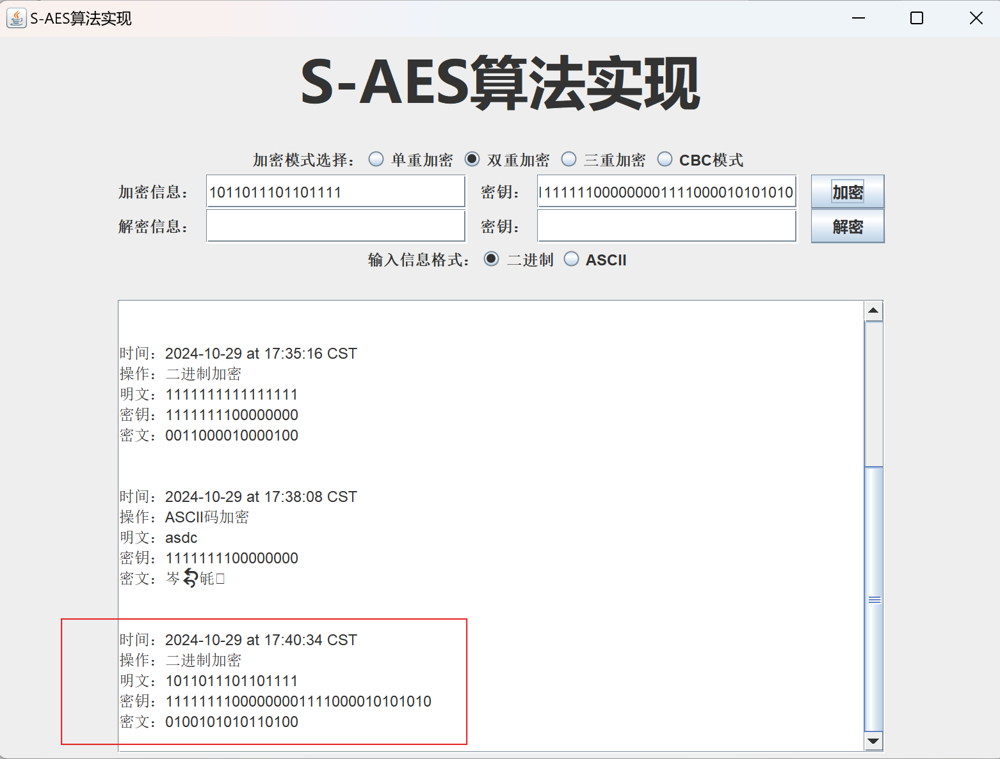 S-AES算法实现
S-AES算法实现
加密模式选择： 单重加密 双重加密 三重加密 CBC模式
加密信息： 1011011101101111 密钥： 111111000000001111000010101010 加密
解密信息： 密钥： 解密
输入信息格式： 二进制 ASCII
时间：2024-10-29 at 17:35:16 CST
操作：二进制加密
明文：1111111111111111
密钥：1111111100000000
密文：0011000010000100
时间：2024-10-29 at 17:38:08 CST
操作：ASCII码加密
明文：asdc
密钥：1111111100000000
密文：岑
时间：2024-10-29 at 17:40:34 CST
操作：二进制加密
明文：1011011101101111
密钥：11111111000000001111000010101010
密文：0100101010110100